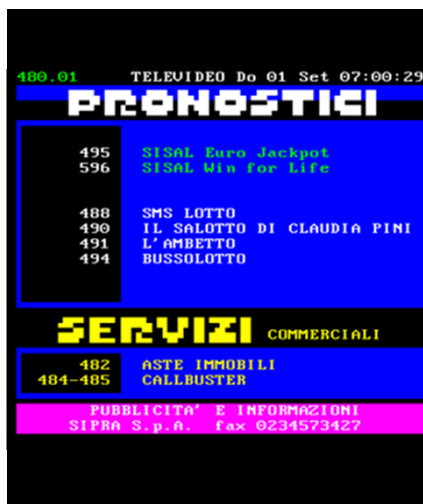 480.01 TELEVIDEO Do 01 Set 07:00:29
PRONOSTICI
495 SISAL Euro Jackpot
596 SISAL Win for Life
488 SMS LOTTO
490 IL SALOTTO DI CLAUDIA PINI
491 L'AMBETTO
494 BUSSOLOTTO
SERVIZI COMMERCIALI
482 ASTE IMMOBILI
484-485 CALLBUSTER
PUBBLICITA' E INFORMAZIONI
SIPRA S.p.A. fax 0234573427